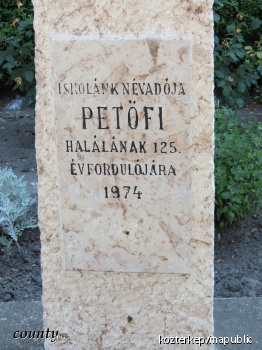 ISKOLÁNK NÉVADÓJA
PETŐFI
HALÁLÁNAK 125.
ÉVFORDULÓJÁRA
1974
county
kozterkep/mapublic